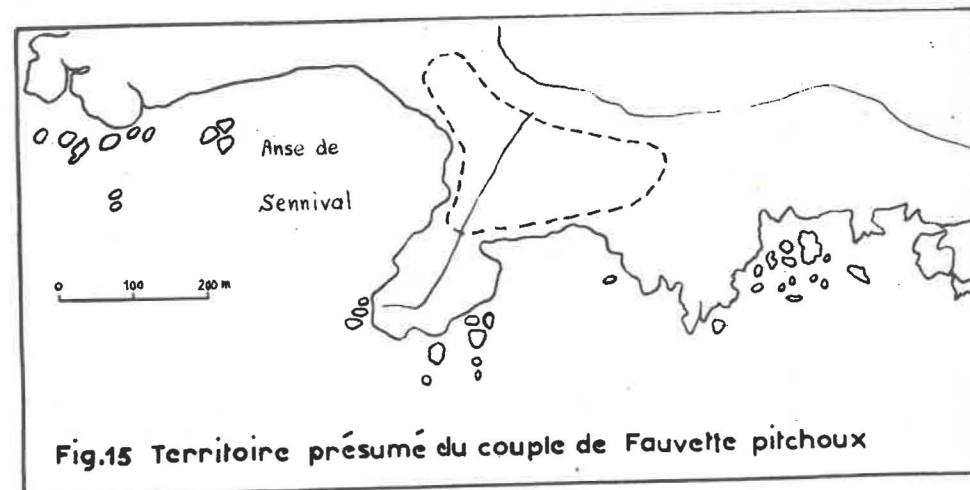 Anse de
Sennival
0 100 200 m
Fig.15 Territoire présumé du couple de Fauvette pitchoux